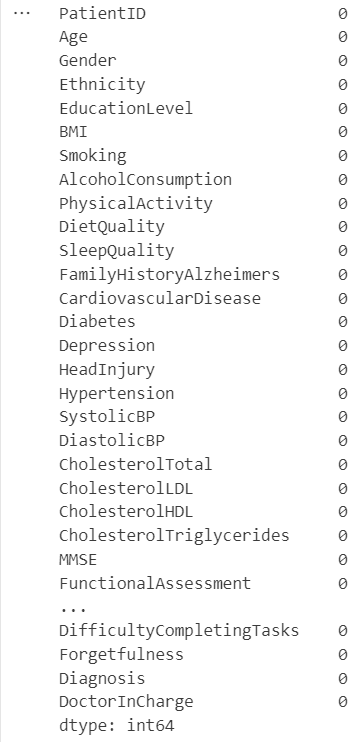 ... PatientID 0
Age 0
Gender 0
Ethnicity 0
EducationLevel 0
BMI 0
Smoking 0
AlcoholConsumption 0
PhysicalActivity 0
DietQuality 0
SleepQuality 0
FamilyHistoryAlzheimers 0
CardiovascularDisease 0
Diabetes 0
Depression 0
HeadInjury 0
Hypertension 0
SystolicBP 0
DiastolicBP 0
CholesterolTotal 0
CholesterolLDL 0
CholesterolHDL 0
CholesterolTriglycerides 0
MMSE 0
FunctionalAssessment 0
...
DifficultyCompletingTasks 0
Forgetfulness 0
Diagnosis 0
DoctorInCharge 0
dtype: int64